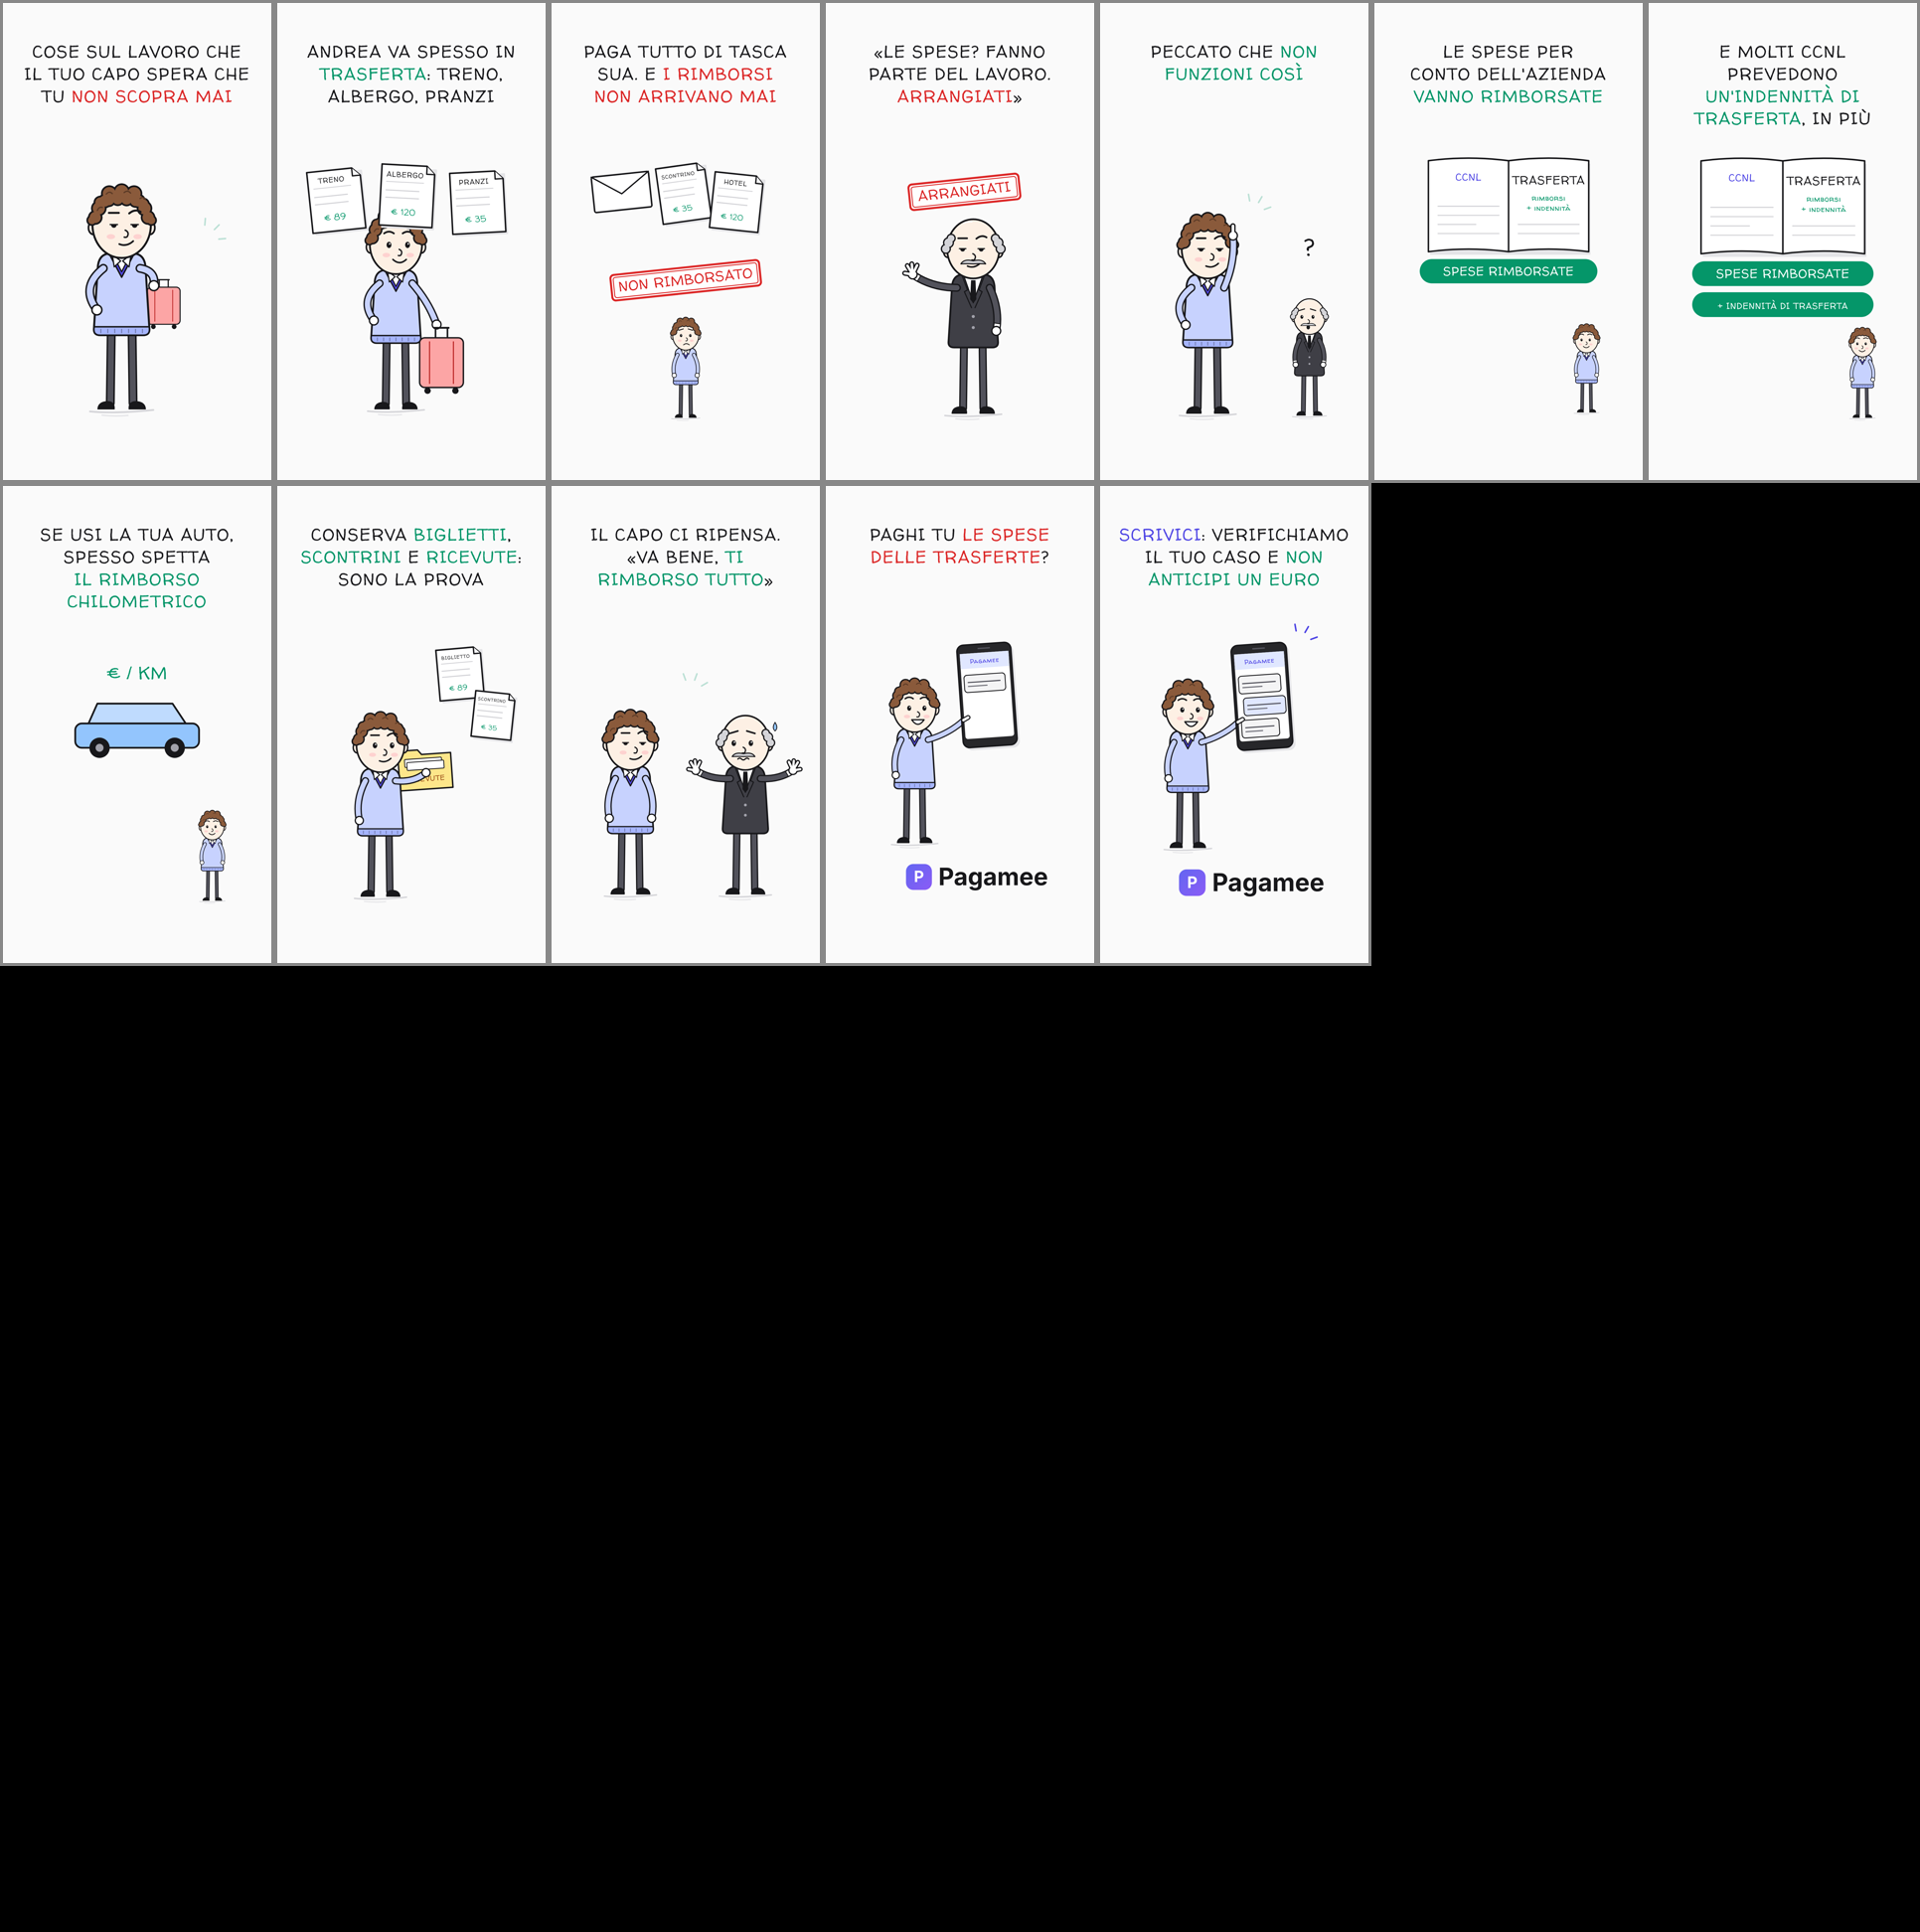 COSE SUL LAVORO CHE
IL TUO CAPO SPERA CHE
TU NON SCOPRA MAI
ANDREA VA SPESSO IN
TRASFERTA: TRENO,
ALBERGO, PRANZI
TRENO
€ 89
ALBERGO
€ 120
PRANZI
€ 35
PAGA TUTTO DI TASCA
SUA. E I RIMBORSI
NON ARRIVANO MAI
SCONTRINO
€ 35
HOTEL
€ 120
NON RIMBORSATO
«LE SPESE? FANNO
PARTE DEL LAVORO.
ARRANGIATI»
ARRANGIATI
PECCATO CHE NON
FUNZIONI COSÌ
?
LE SPESE PER
CONTO DELL'AZIENDA
VANNO RIMBORSATE
CCNL
TRASFERTA
RIMBORSI
+ INDENNITÀ
SPESE RIMBORSATE
E MOLTI CCNL
PREVEDONO
UN'INDENNITÀ DI
TRASFERTA, IN PIÙ
CCNL
TRASFERTA
RIMBORSI
+ INDENNITÀ
SPESE RIMBORSATE
+ INDENNITÀ DI TRASFERTA
SE USI LA TUA AUTO,
SPESSO SPETTA
IL RIMBORSO
CHILOMETRICO
€ / KM
CONSERVA BIGLIETTI,
SCONTRINI E RICEVUTE:
SONO LA PROVA
BIGLIETTO
€ 89
SCONTRINO
€ 35
IL CAPO CI RIPENSA.
«VA BENE, TI
RIMBORSO TUTTO»
PAGHI TU LE SPESE
DELLE TRASFERTE?
PAGAMEE
P Pagamee
SCRIVICI: VERIFICHIAMO
IL TUO CASO E NON
ANTICIPI UN EURO
PAGAMEE
P Pagamee